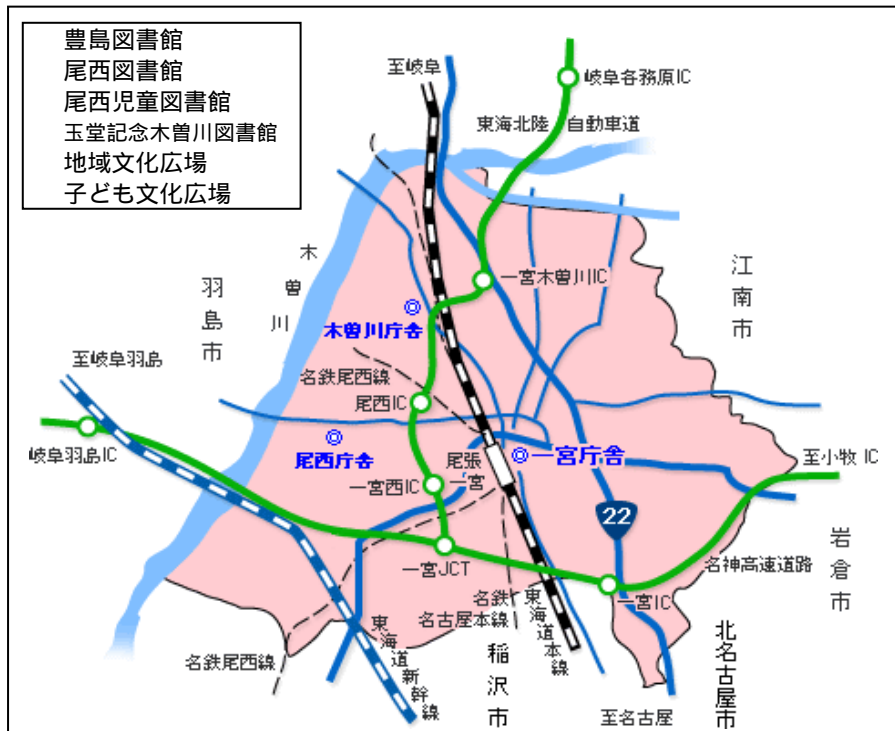 豊島図書館
尾西図書館
尾西児童図書館
玉堂記念木曽川図書館
地域文化広場
子ども文化広場
至岐阜
岐阜各務原IC
東海北陸
自動車道
木曽川
羽島市
江南市
一宮木曽川IC
木曽川庁舎
至岐阜羽島
名鉄尾西線
尾西IC
岐阜羽島IC
尾西庁舎
尾張
一宮
一宮庁舎
至小牧 IC
一宮西IC
22
岩倉市
名神高速道路
一宮JCT
一宮IC
名鉄
名古屋本線
東海道本線
名鉄尾西線
東海道新幹線
稲沢市
北名古屋市
至名古屋